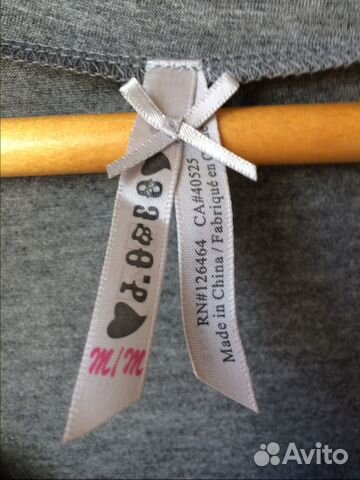 M/M
RN#126464 CA#40525
Made in China / Fabriqué en C
Avito